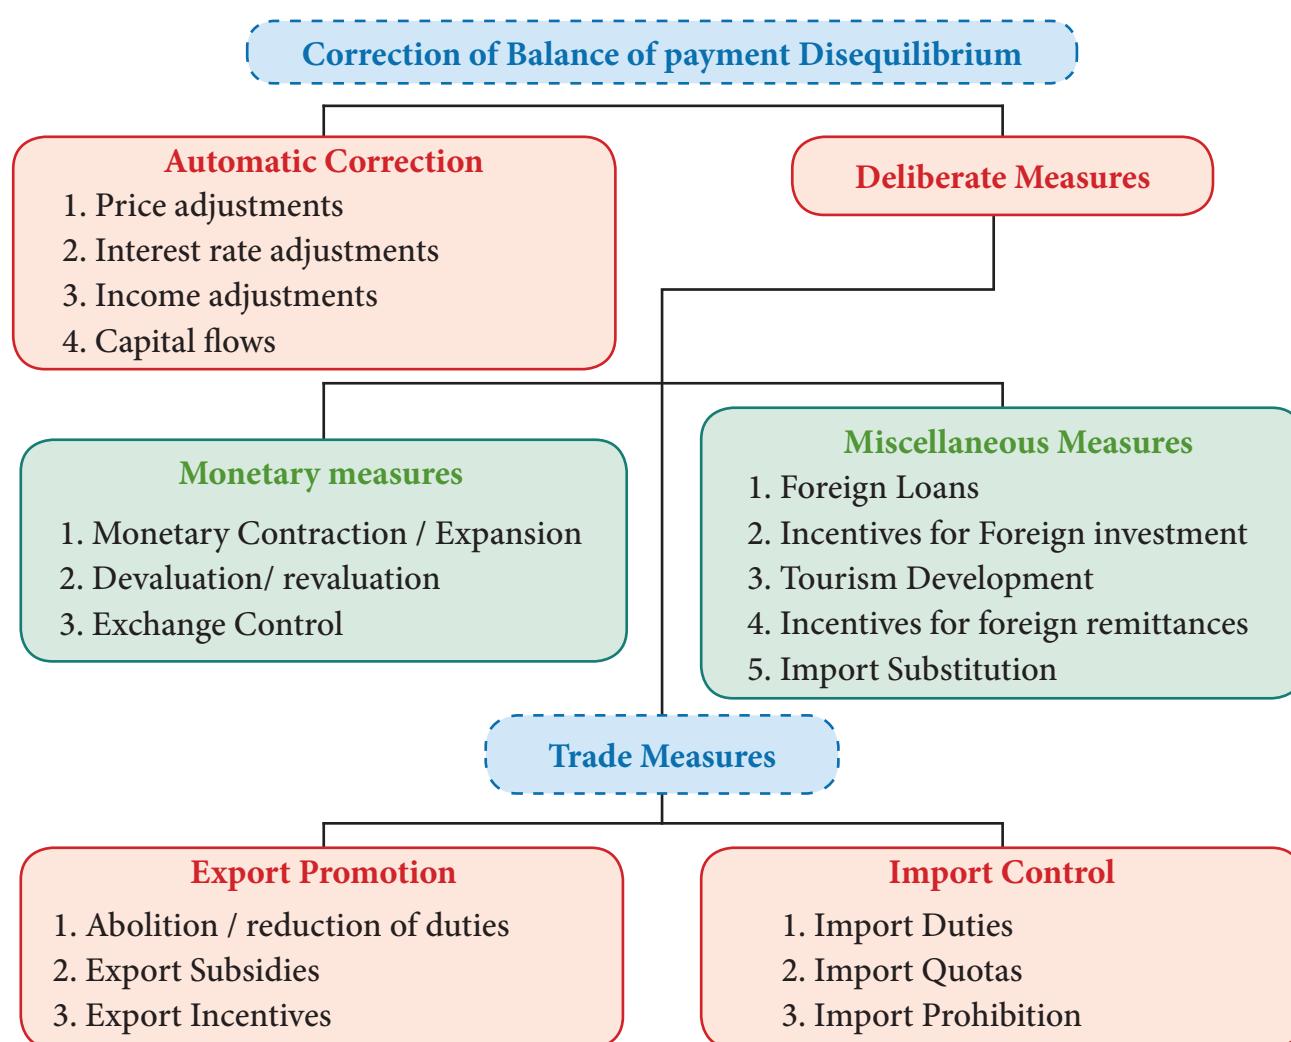 Correction of Balance of payment Disequilibrium
Automatic Correction
1. Price adjustments
2. Interest rate adjustments
3. Income adjustments
4. Capital flows
Deliberate Measures
Monetary measures
1. Monetary Contraction / Expansion
2. Devaluation/ revaluation
3. Exchange Control
Miscellaneous Measures
1. Foreign Loans
2. Incentives for Foreign investment
3. Tourism Development
4. Incentives for foreign remittances
5. Import Substitution
Trade Measures
Export Promotion
1. Abolition / reduction of duties
2. Export Subsidies
3. Export Incentives
Import Control
1. Import Duties
2. Import Quotas
3. Import Prohibition